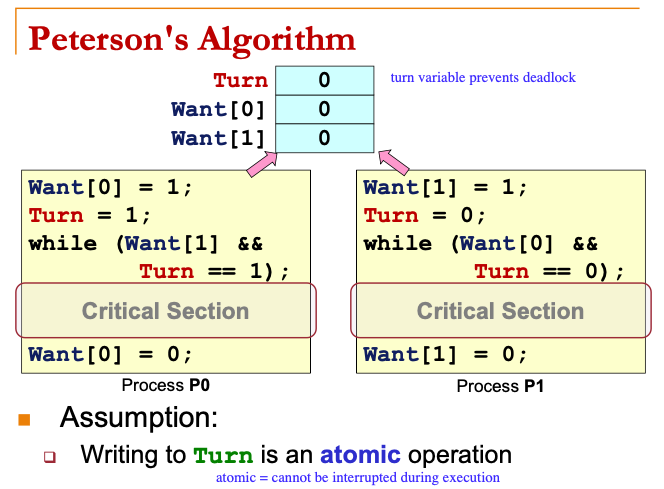 Peterson's Algorithm
Turn 0 turn variable prevents deadlock
Want[0] 0
Want[1] 0
Want[0] = 1;
Turn = 1;
while (Want[1] &&
Turn == 1);
Critical Section
Want[0] = 0;
Process P0
Want[1] = 1;
Turn = 0;
while (Want[0] &&
Turn == 0);
Critical Section
Want[1] = 0;
Process P1
Assumption:
Writing to Turn is an atomic operation
atomic = cannot be interrupted during execution